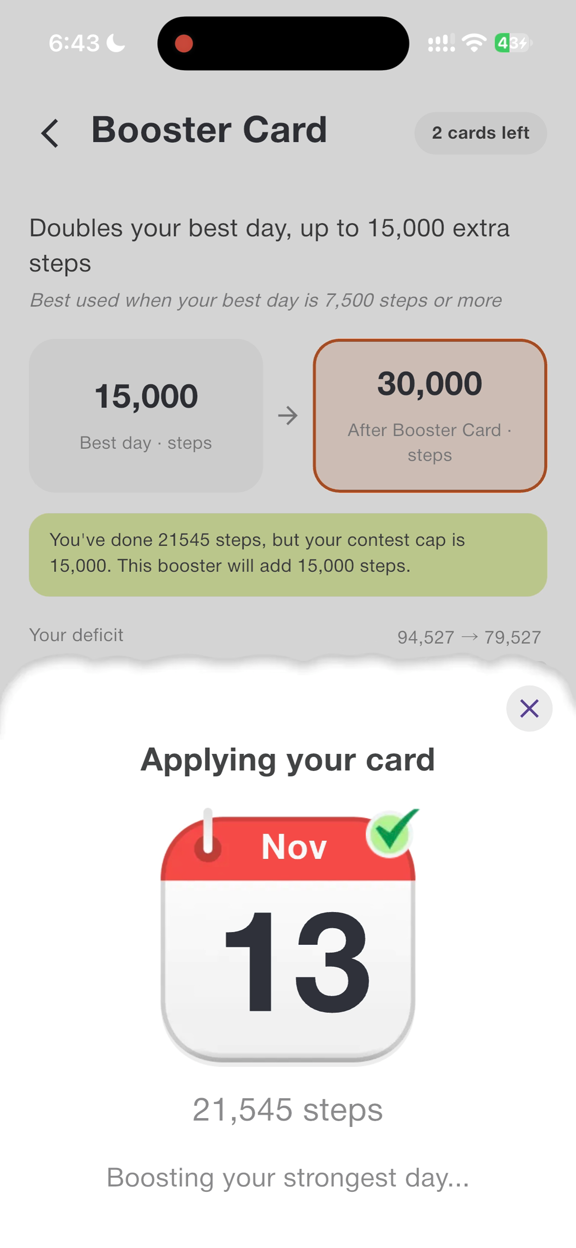 6:43
43
Booster Card
2 cards left
Doubles your best day, up to 15,000 extra
steps
Best used when your best day is 7,500 steps or more
15,000
Best day · steps
→
30,000
After Booster Card ·
steps
You've done 21545 steps, but your contest cap is
15,000. This booster will add 15,000 steps.
Your deficit
94,527 → 79,527
Applying your card
Nov
13
21,545 steps
Boosting your strongest day...